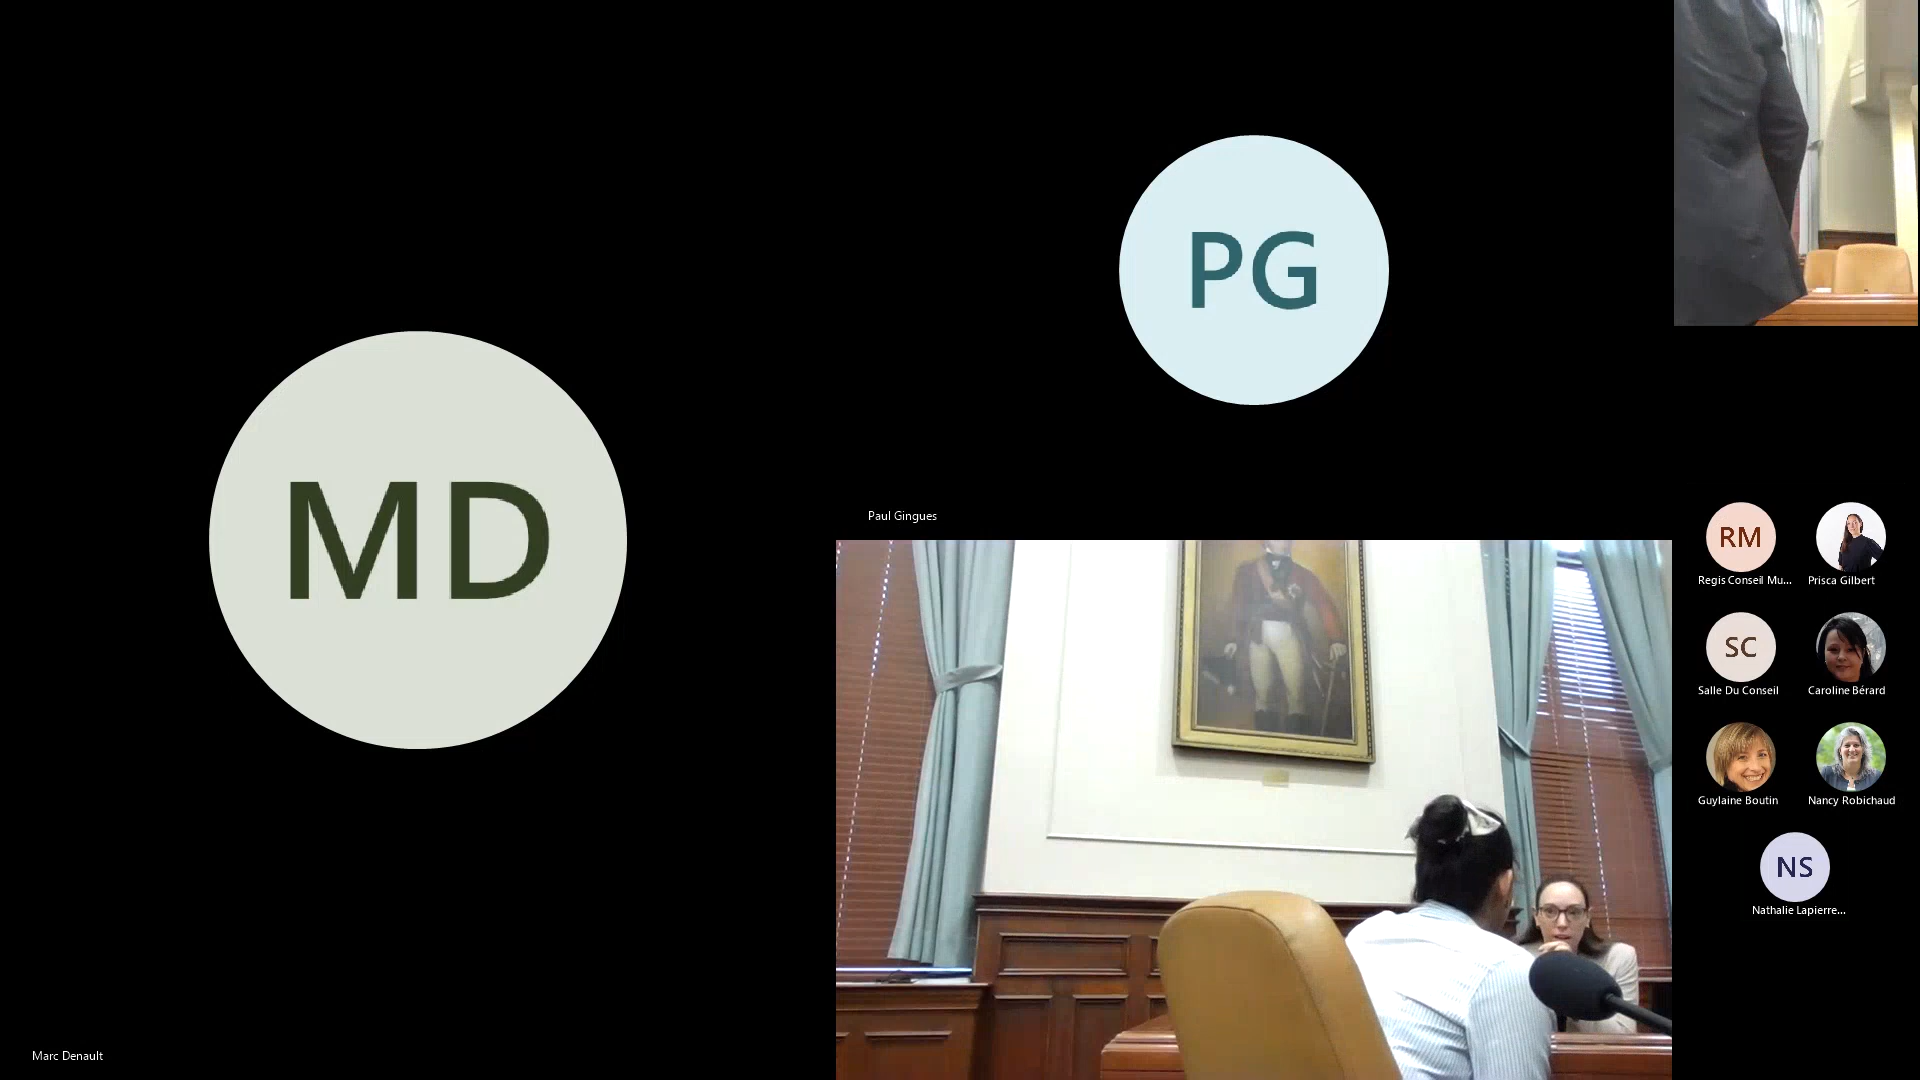 MD
Marc Denault
PG
Paul Gingues
RM
Regis Conseil Mu...
Prisca Gilbert
SC
Salle Du Conseil
Caroline Bérard
Guylaine Boutin
Nancy Robichaud
NS
Nathalie Lapierre...